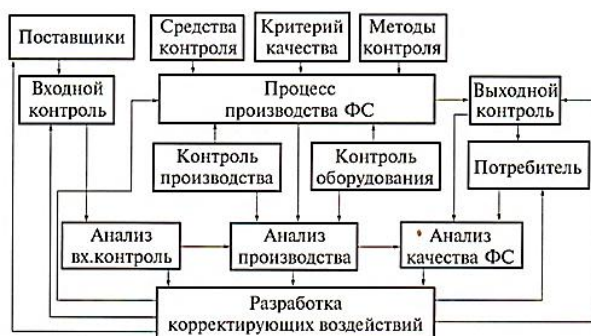 Поставщики
Средства
контроля
Критерий
качества
Методы
контроля
Входной
контроль
Процесс
производства ФС
Выходной
контроль
Контроль
производства
Контроль
оборудования
Потребитель
Анализ
вх.контроль
Анализ
производства
Анализ
качества ФС
Разработка
корректирующих воздействий